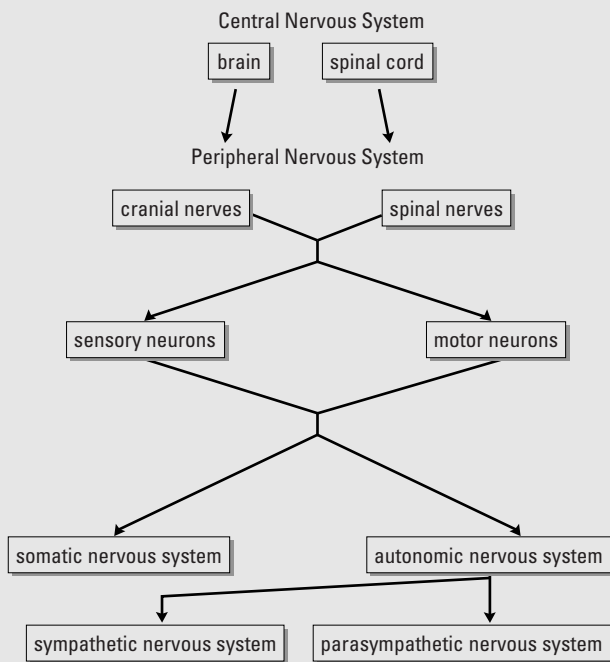 Central Nervous System
brain
spinal cord
Peripheral Nervous System
cranial nerves
spinal nerves
sensory neurons
motor neurons
somatic nervous system
autonomic nervous system
sympathetic nervous system
parasympathetic nervous system